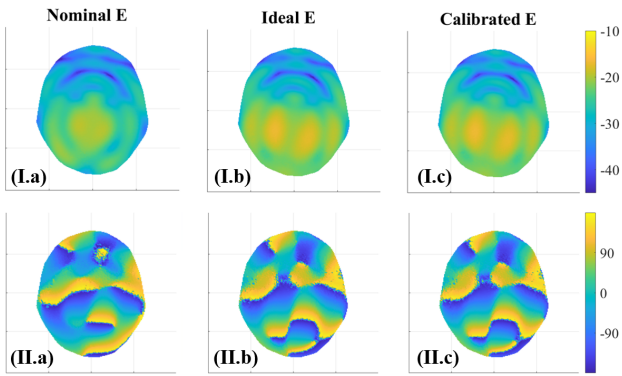 Nominal E
Ideal E
Calibrated E
-10
-20
-30
-40
(I.a)
(I.b)
(I.c)
90
0
-90
(II.a)
(II.b)
(II.c)